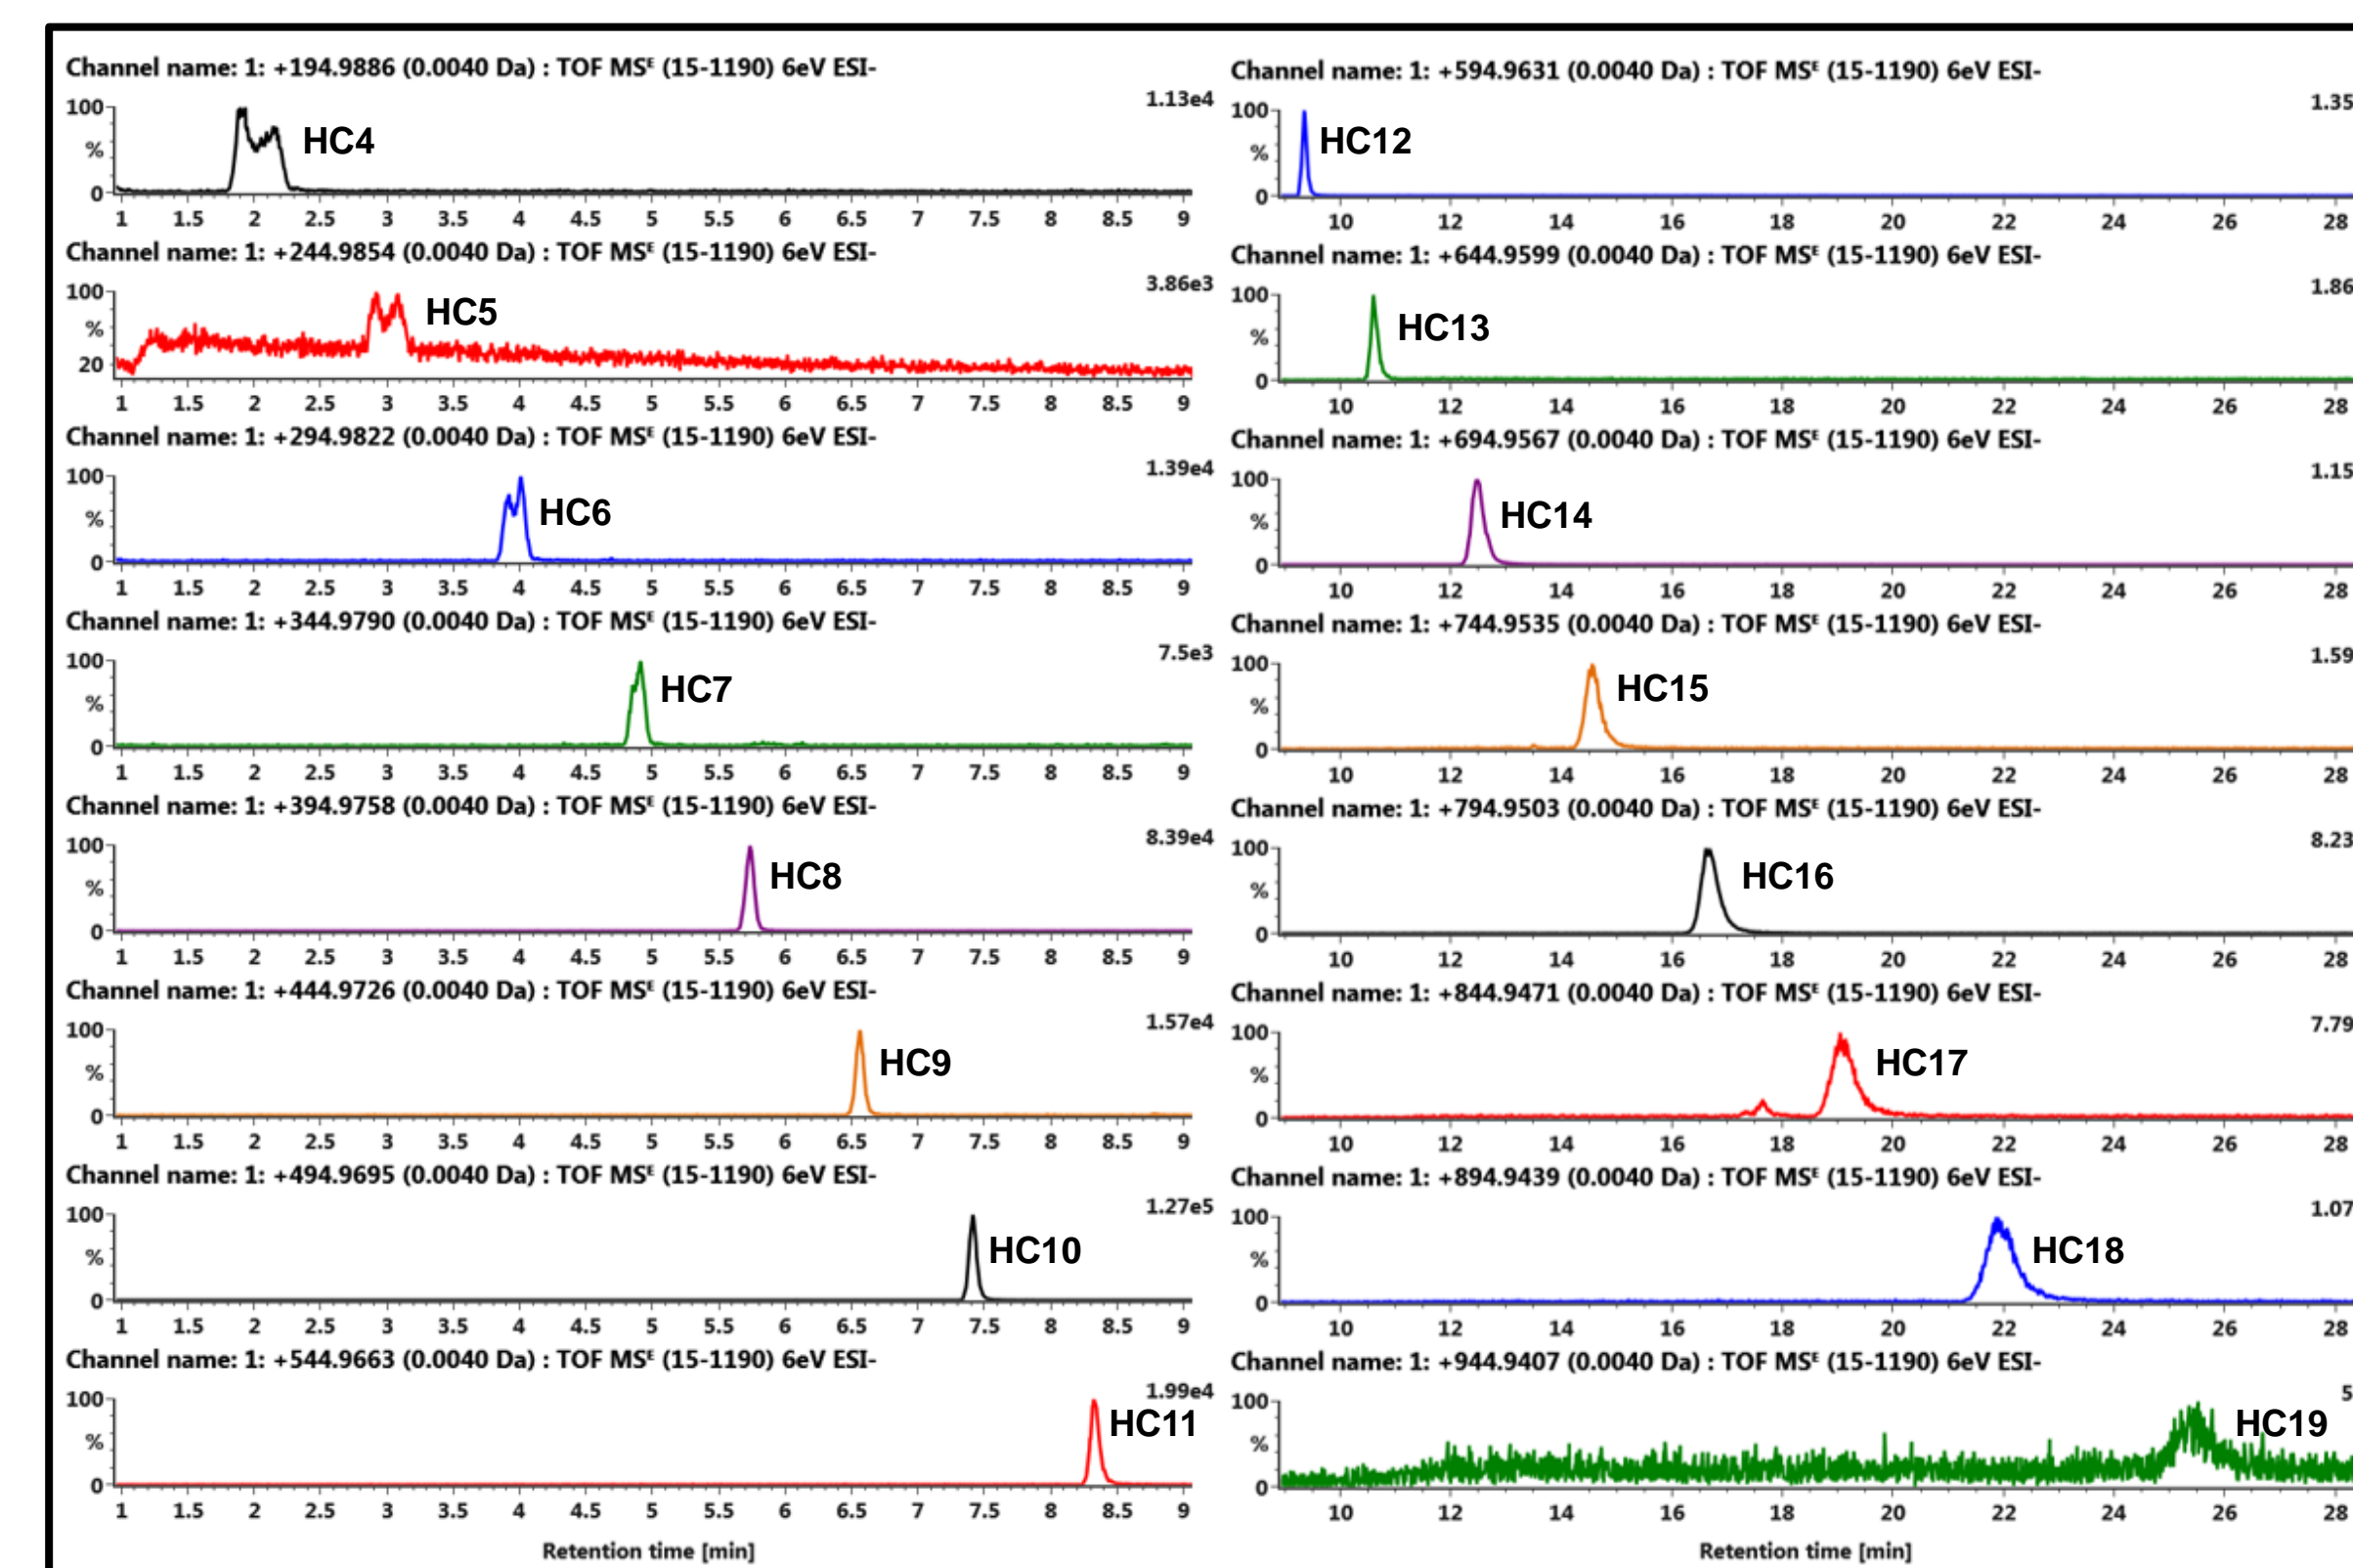 Channel name: 1: +194.9886 (0.0040 Da) : TOF MSᴱ (15-1190) 6eV ESI-
1.13e4
100
%
0
HC4
1 1.5 2 2.5 3 3.5 4 4.5 5 5.5 6 6.5 7 7.5 8 8.5 9
Channel name: 1: +244.9854 (0.0040 Da) : TOF MSᴱ (15-1190) 6eV ESI-
3.86e3
100
%
20
HC5
1 1.5 2 2.5 3 3.5 4 4.5 5 5.5 6 6.5 7 7.5 8 8.5 9
Channel name: 1: +294.9822 (0.0040 Da) : TOF MSᴱ (15-1190) 6eV ESI-
1.39e4
100
%
0
HC6
1 1.5 2 2.5 3 3.5 4 4.5 5 5.5 6 6.5 7 7.5 8 8.5 9
Channel name: 1: +344.9790 (0.0040 Da) : TOF MSᴱ (15-1190) 6eV ESI-
7.5e3
100
%
0
HC7
1 1.5 2 2.5 3 3.5 4 4.5 5 5.5 6 6.5 7 7.5 8 8.5 9
Channel name: 1: +394.9758 (0.0040 Da) : TOF MSᴱ (15-1190) 6eV ESI-
8.39e4
100
%
0
HC8
1 1.5 2 2.5 3 3.5 4 4.5 5 5.5 6 6.5 7 7.5 8 8.5 9
Channel name: 1: +444.9726 (0.0040 Da) : TOF MSᴱ (15-1190) 6eV ESI-
1.57e4
100
%
0
HC9
1 1.5 2 2.5 3 3.5 4 4.5 5 5.5 6 6.5 7 7.5 8 8.5 9
Channel name: 1: +494.9695 (0.0040 Da) : TOF MSᴱ (15-1190) 6eV ESI-
1.27e5
100
%
0
HC10
1 1.5 2 2.5 3 3.5 4 4.5 5 5.5 6 6.5 7 7.5 8 8.5 9
Channel name: 1: +544.9663 (0.0040 Da) : TOF MSᴱ (15-1190) 6eV ESI-
1.99e4
100
%
0
HC11
1 1.5 2 2.5 3 3.5 4 4.5 5 5.5 6 6.5 7 7.5 8 8.5 9
Retention time [min]
Channel name: 1: +594.9631 (0.0040 Da) : TOF MSᴱ (15-1190) 6eV ESI-
1.35
100
%
0
HC12
10 12 14 16 18 20 22 24 26 28
Channel name: 1: +644.9599 (0.0040 Da) : TOF MSᴱ (15-1190) 6eV ESI-
1.86
100
%
0
HC13
10 12 14 16 18 20 22 24 26 28
Channel name: 1: +694.9567 (0.0040 Da) : TOF MSᴱ (15-1190) 6eV ESI-
1.15
100
%
0
HC14
10 12 14 16 18 20 22 24 26 28
Channel name: 1: +744.9535 (0.0040 Da) : TOF MSᴱ (15-1190) 6eV ESI-
1.59
100
%
0
HC15
10 12 14 16 18 20 22 24 26 28
Channel name: 1: +794.9503 (0.0040 Da) : TOF MSᴱ (15-1190) 6eV ESI-
8.23
100
%
0
HC16
10 12 14 16 18 20 22 24 26 28
Channel name: 1: +844.9471 (0.0040 Da) : TOF MSᴱ (15-1190) 6eV ESI-
7.79
100
%
0
HC17
10 12 14 16 18 20 22 24 26 28
Channel name: 1: +894.9439 (0.0040 Da) : TOF MSᴱ (15-1190) 6eV ESI-
1.07
100
%
0
HC18
10 12 14 16 18 20 22 24 26 28
Channel name: 1: +944.9407 (0.0040 Da) : TOF MSᴱ (15-1190) 6eV ESI-
5
100
%
0
HC19
10 12 14 16 18 20 22 24 26 28
Retention time [min]